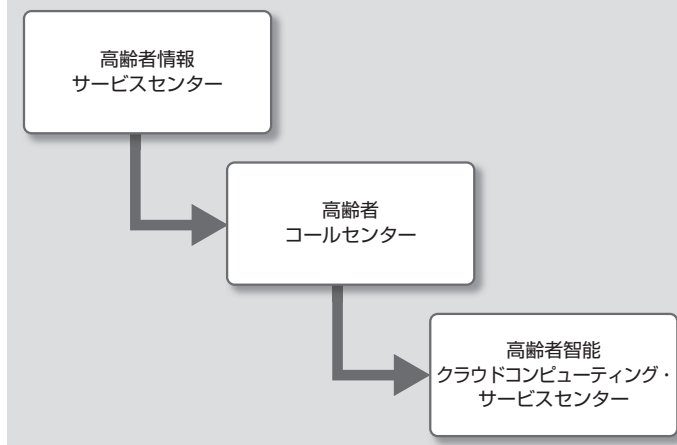 高齢者情報
サービスセンター
高齢者
コールセンター
高齢者智能
クラウドコンピューティング・
サービスセンター